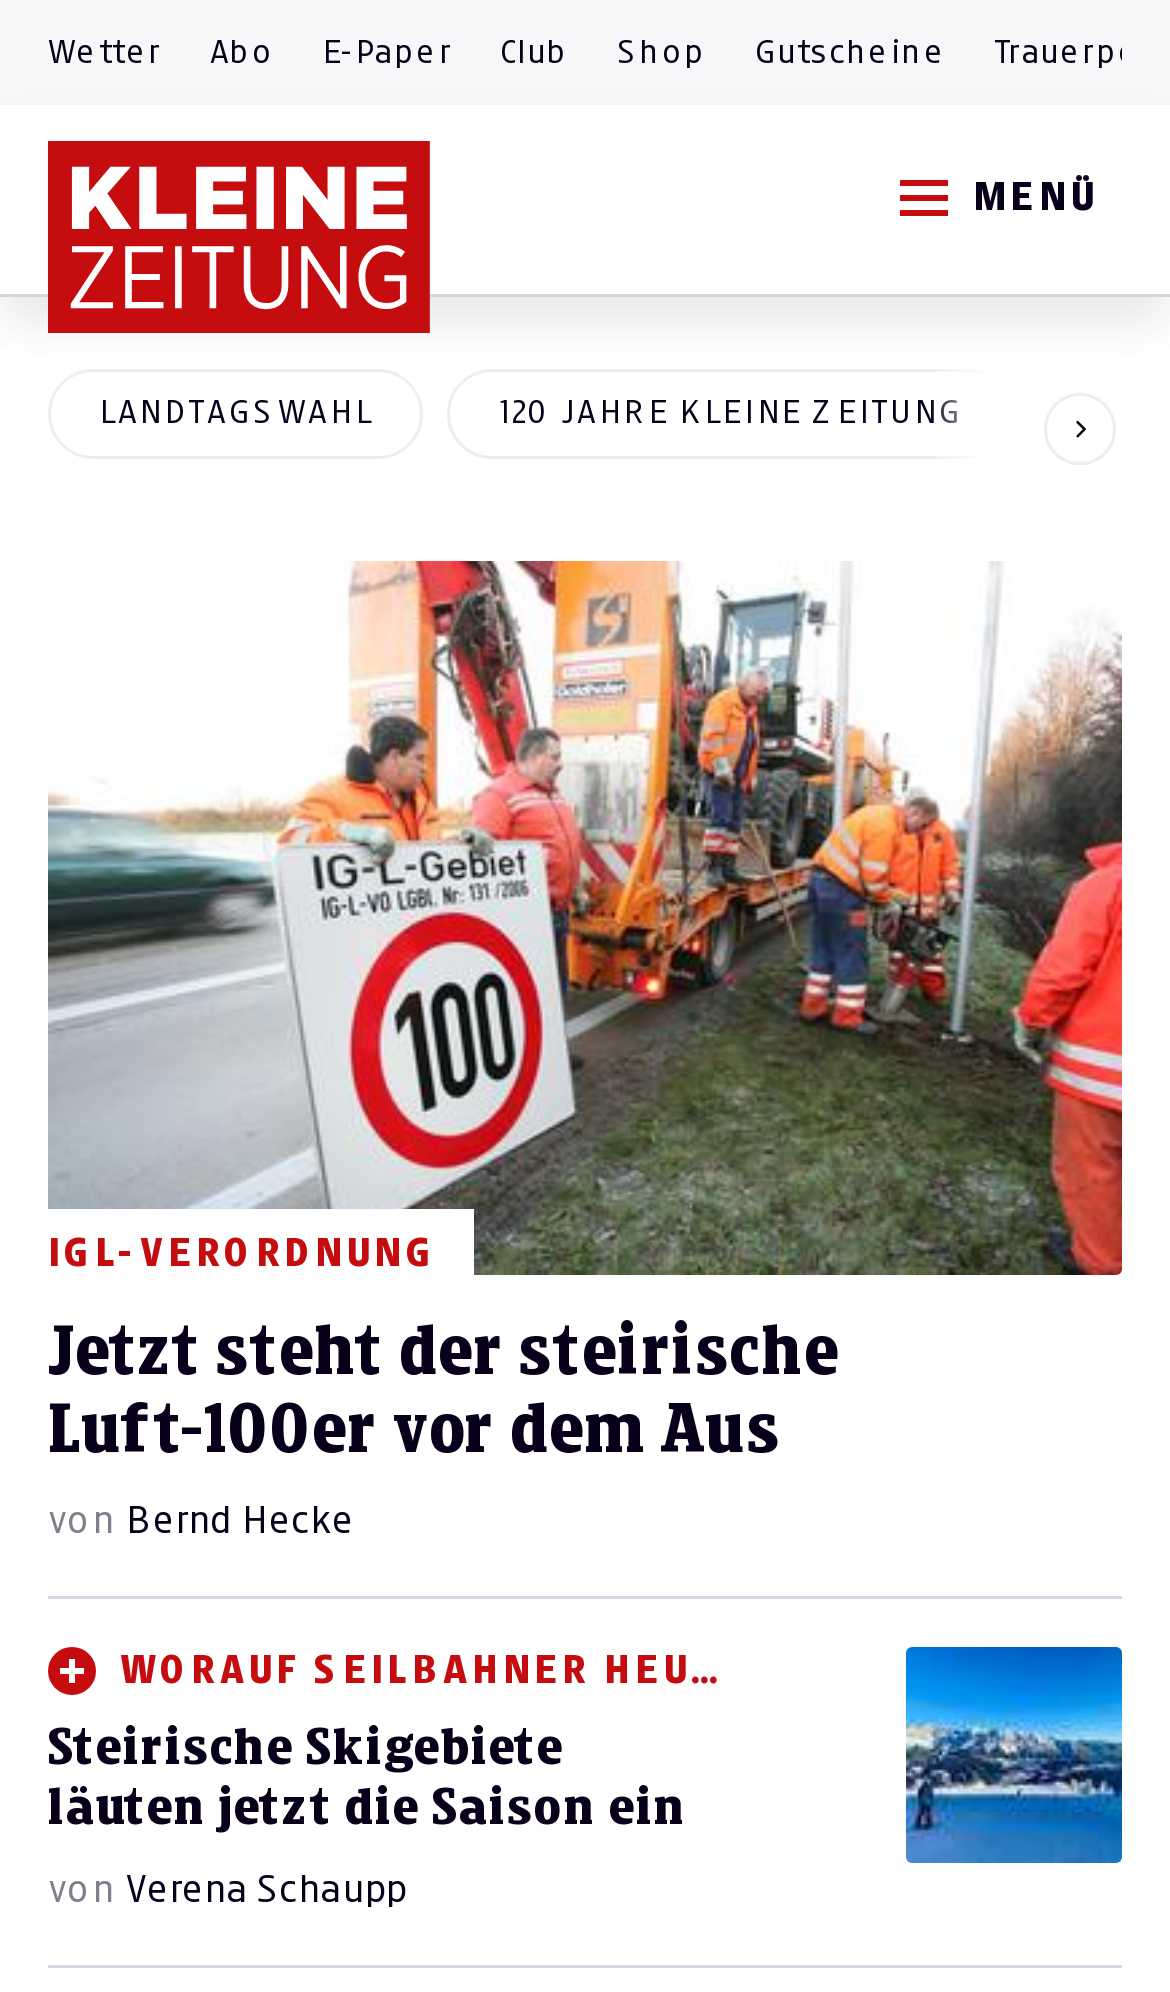 Wetter Abo E-Paper Club Shop Gutscheine
KLEINE
ZEITUNG
MENÜ
LANDTAGSWAHL
120 JAHRE KLEINE ZEITUNG
Goldhofer
IG-L-Gebiet
IG-L-VO LGBl. Nr: 131/2006
100
IGL-VERORDNUNG
Jetzt steht der steirische
Luft-100er vor dem Aus
von Bernd Hecke
WORAUF SEILBAHNER HEU...
Steirische Skigebiete
läuten jetzt die Saison ein
von Verena Schaupp